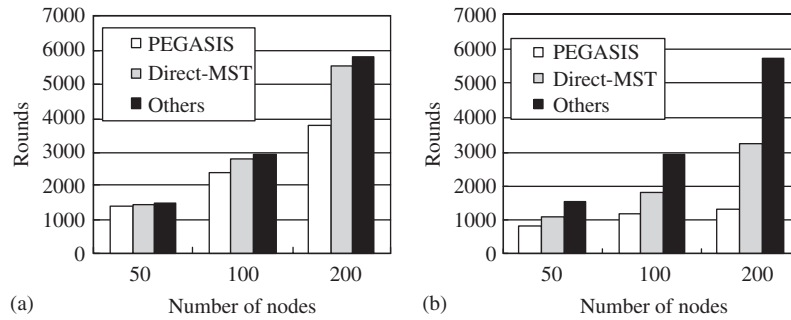 7000
6000
5000
4000
3000
2000
1000
0
Rounds
PEGASIS
Direct-MST
Others
50 100 200
Number of nodes
(a)
7000
6000
5000
4000
3000
2000
1000
0
Rounds
PEGASIS
Direct-MST
Others
50 100 200
Number of nodes
(b)